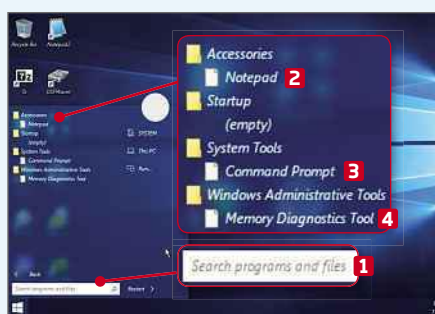 Recycle Bin
Notepad2
Accessories
Notepad
Startup
(empty)
System Tools
Command Prompt
Windows Administrative Tools
Memory Diagnostics Tool
SYSTEM
This PC
Run...
Back
Search programs and files
Restart
Accessories
Notepad 2
Startup
(empty)
System Tools
Command Prompt 3
Windows Administrative Tools
Memory Diagnostics Tool 4
Search programs and files 1